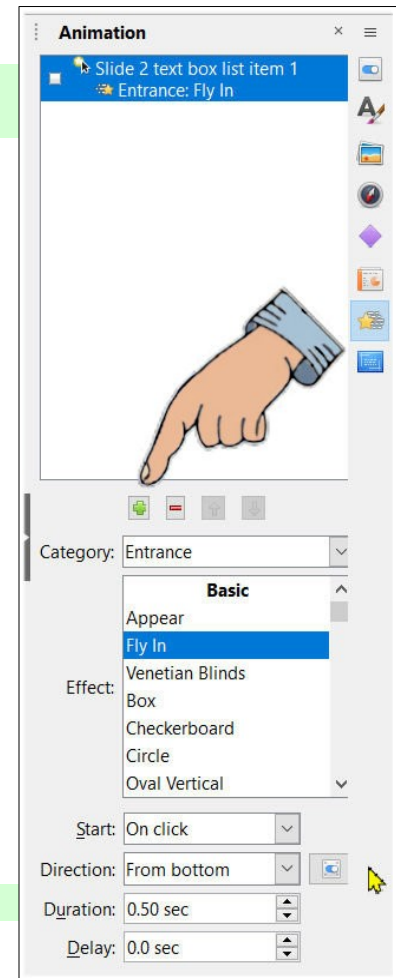 Animation
Slide 2 text box list item 1
Entrance: Fly In
Category: Entrance
Basic
Appear
Fly In
Venetian Blinds
Effect:
Box
Checkerboard
Circle
Oval Vertical
Start: On click
Direction: From bottom
Duration: 0.50 sec
Delay: 0.0 sec